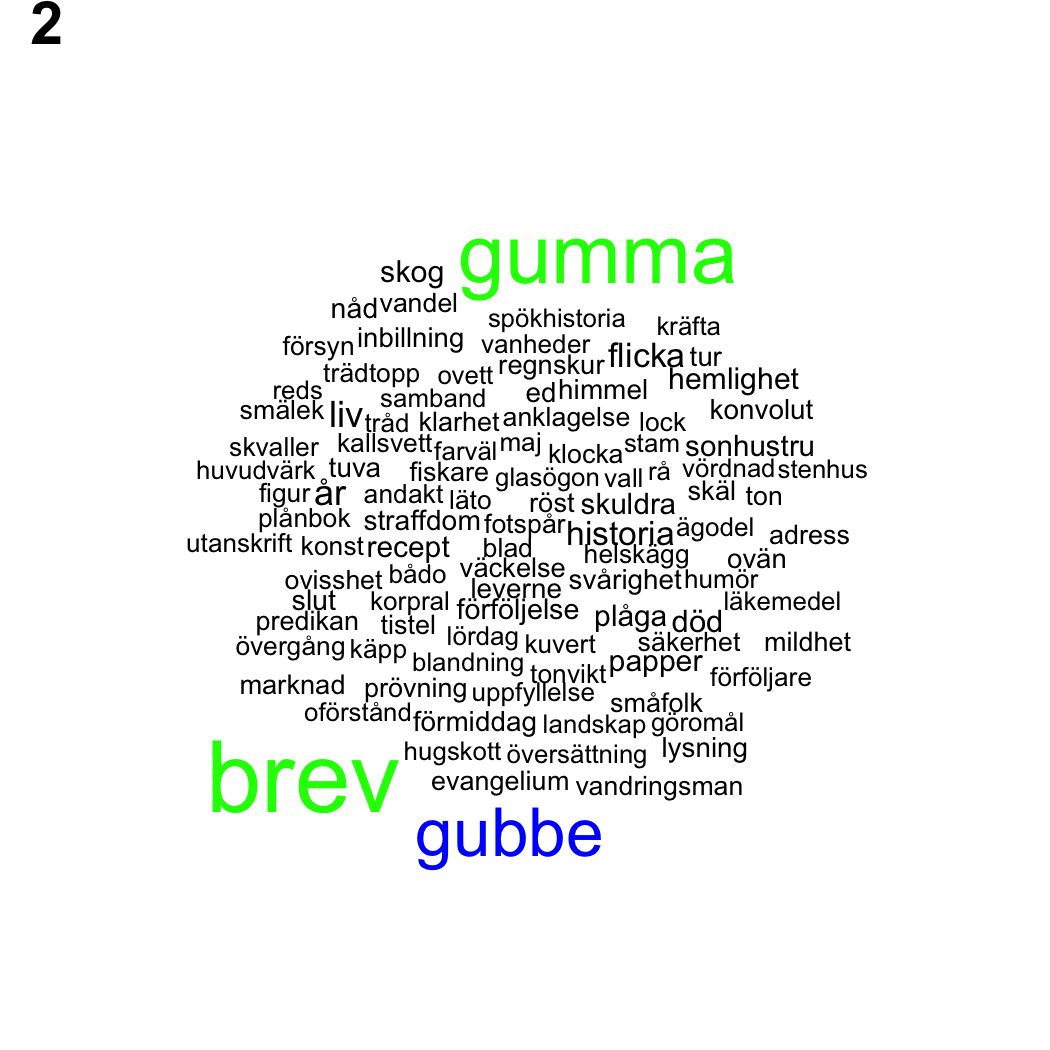 2
gumma
skog
nåd vandel
spökhistoria kräfta
försyn inbillning vanheder flicka tur
trädtopp ovett regnskur hemlighet
reds samband ed himmel
smälek liv tråd klarhet anklagelse lock konvolut
skvaller kallsvett farväl maj klocka stam sonhustru
huvudvärk tuva fiskare glasögon vall rå vördnad stenhus
figur år andakt läto röst skuldra skäl ton
plånbok straffdom fotspår historia ägodel adress
utanskrift konst recept blad helskägg ovän
ovisshet bådo väckelse svårighet humör
slut korpral leverne förföljelse plåga död läkemedel
predikan tistel lördag kuvert säkerhet mildhet
övergång käpp blandning tonvikt papper förföljare
marknad prövning uppfyllelse småfolk
oförstånd förmiddag landskap göromål
brev hugskott översättning lysning
evangelium vandringsman
gubbe